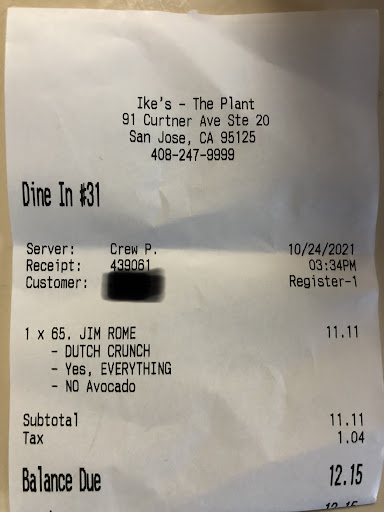 Ike's - The Plant
91 Curtner Ave Ste 20
San Jose, CA 95125
408-247-9999
Dine In #31
Server: Crew P. 10/24/2021
Receipt: 439061 03:34PM
Customer: Register-1
1 x 65. JIM ROME 11.11
- DUTCH CRUNCH
- Yes, EVERYTHING
- NO Avocado
Subtotal 11.11
Tax 1.04
Balance Due 12.15